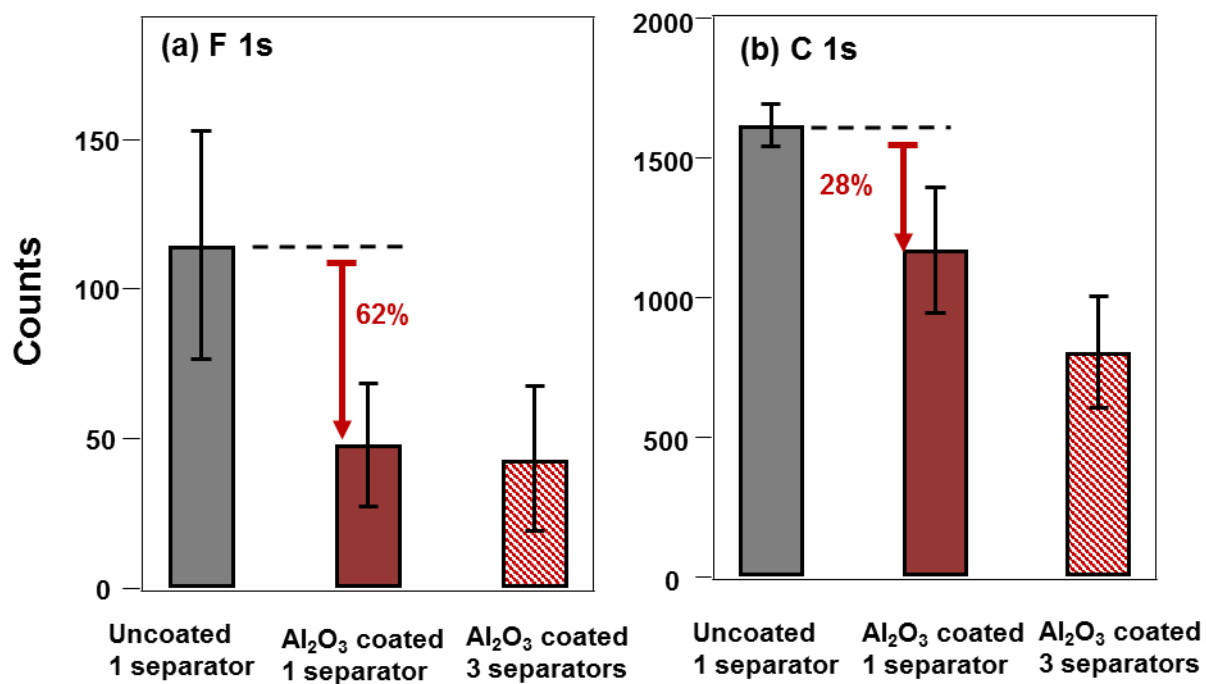 (a) F 1s
Counts
150
100
50
0
62%
Uncoated
1 separator
Al₂O₃ coated
1 separator
Al₂O₃ coated
3 separators
(b) C 1s
2000
1500
1000
500
0
28%
Uncoated
1 separator
Al₂O₃ coated
1 separator
Al₂O₃ coated
3 separators